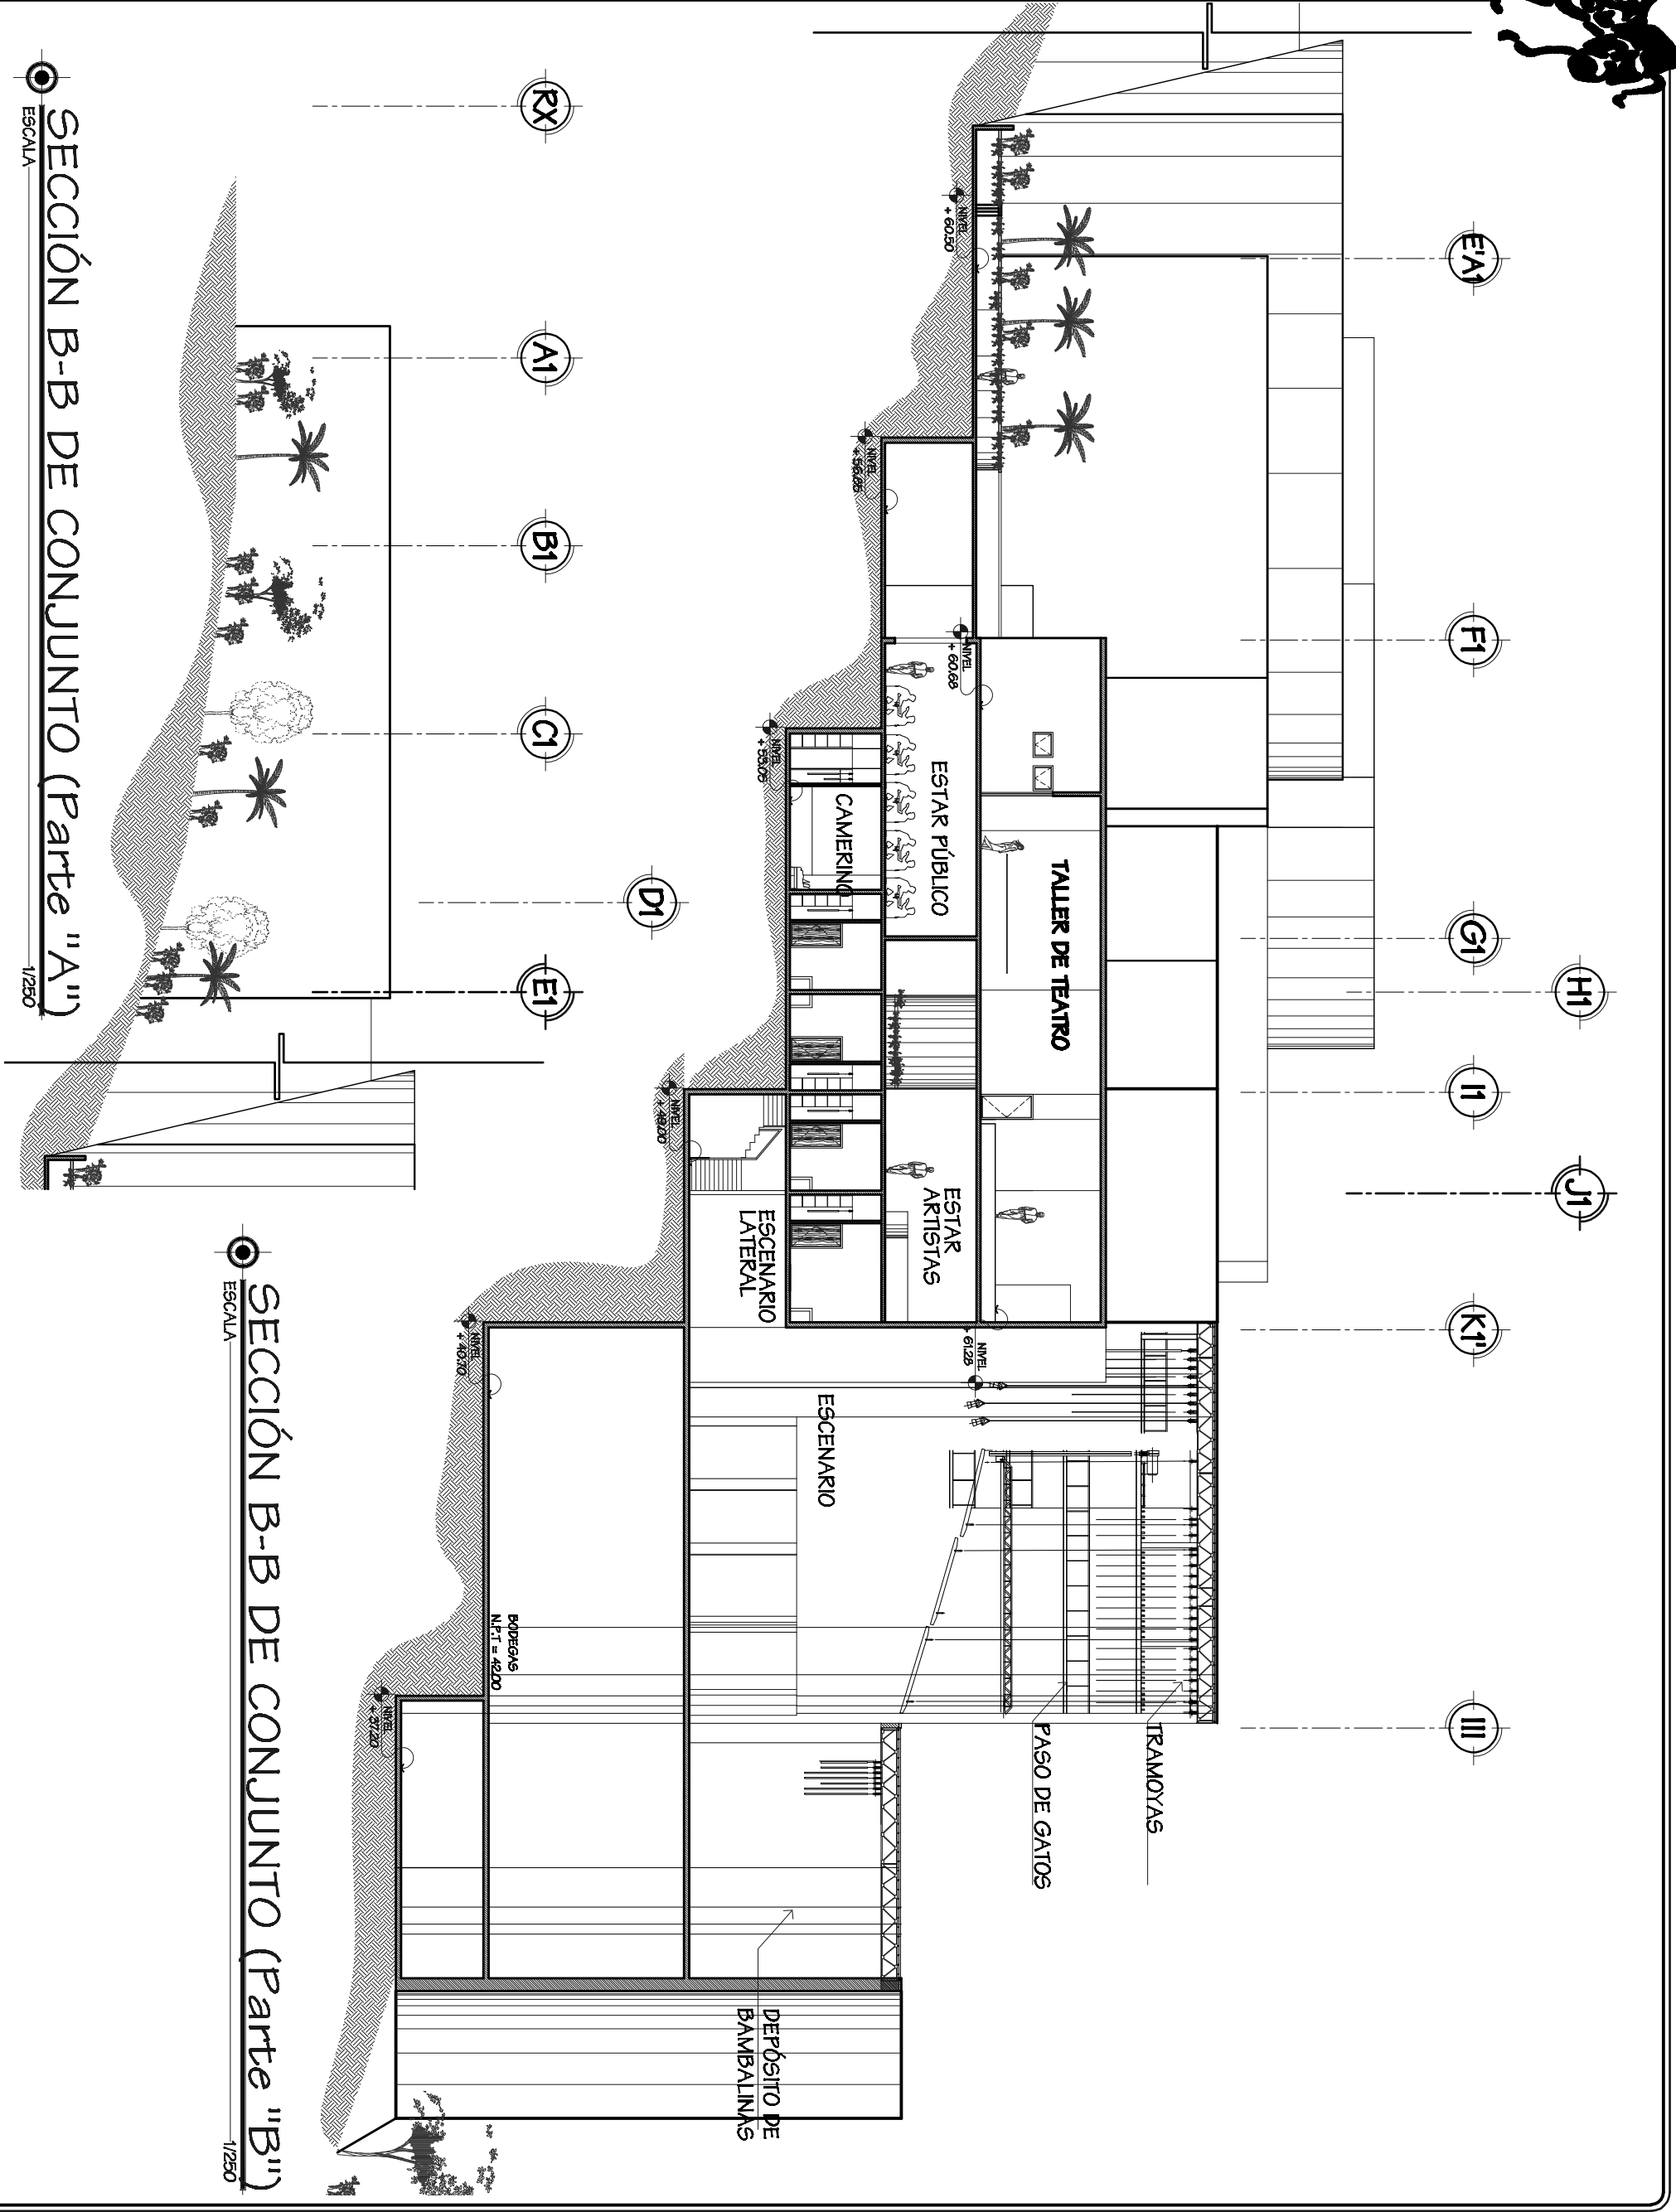 RX
A1
B1
C1
D1
E1
SECCIÓN B-B DE CONJUNTO (Parte "A")
ESCALA
1/250
E'A1
F1
G1
H1
I1
J1
K1'
III
NIVEL
+ 60.50
NIVEL
+ 56.85
NIVEL
+ 60.68
NIVEL
+ 53.05
NIVEL
+ 49.00
NIVEL
+ 61.28
NIVEL
+ 40.70
NIVEL
+ 37.20
TALLER DE TEATRO
ESTAR PÚBLICO
CAMERINO
ESTAR
ARTISTAS
ESCENARIO
LATERAL
ESCENARIO
TRAMOYAS
PASO DE GATOS
BODEGAS
N.P.T = 42.00
DEPÓSITO DE
BAMBALINAS
SECCIÓN B-B DE CONJUNTO (Parte "B")
ESCALA
1/250